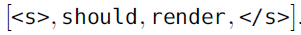 [<s>, should, render, </s>].